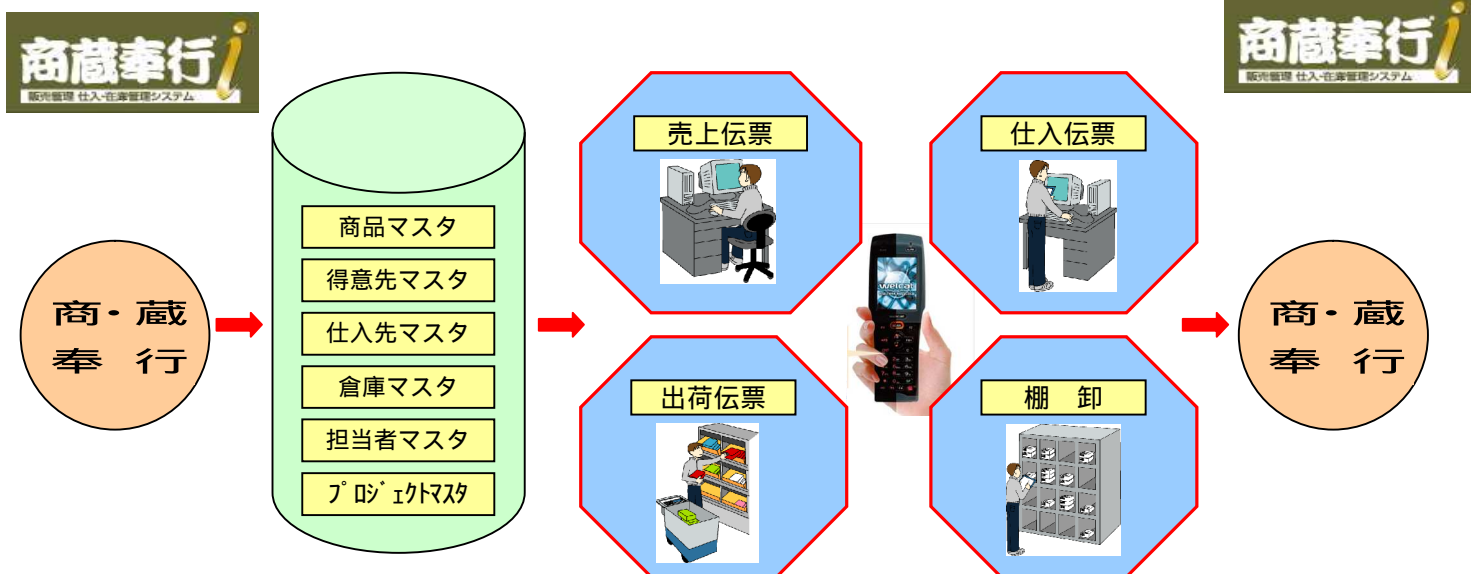 商蔵奉行i
販売管理 仕入・在庫管理システム
商蔵奉行i
販売管理 仕入・在庫管理システム
商・蔵
奉 行
商品マスタ
得意先マスタ
仕入先マスタ
倉庫マスタ
担当者マスタ
ﾌﾟﾛｼﾞｪｸﾄﾏｽﾀ
売上伝票
仕入伝票
welcat
出荷伝票
棚 卸
商・蔵
奉 行